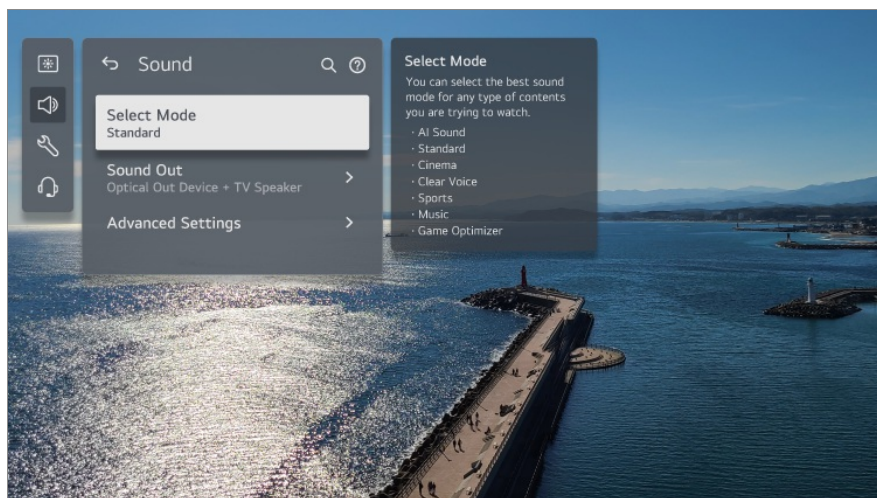 Sound
Select Mode
Standard
Sound Out
Optical Out Device + TV Speaker
Advanced Settings
Select Mode
You can select the best sound
mode for any type of contents
you are trying to watch.
· AI Sound
· Standard
· Cinema
· Clear Voice
· Sports
· Music
· Game Optimizer